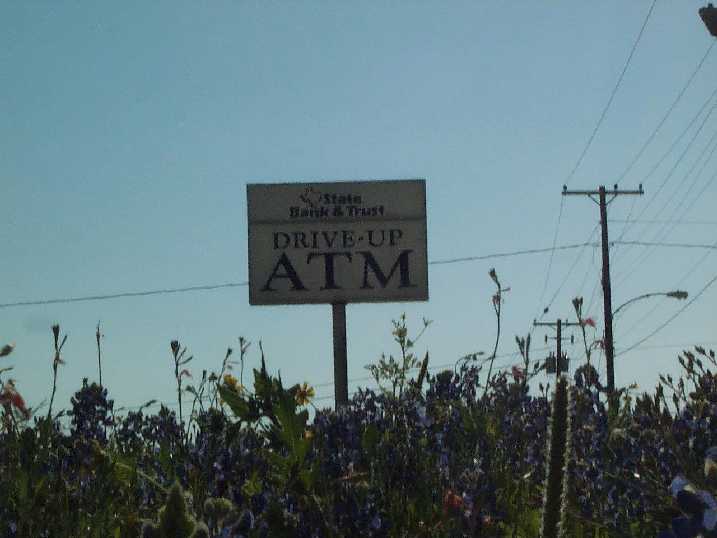 State
Bank & Trust
DRIVE-UP
ATM